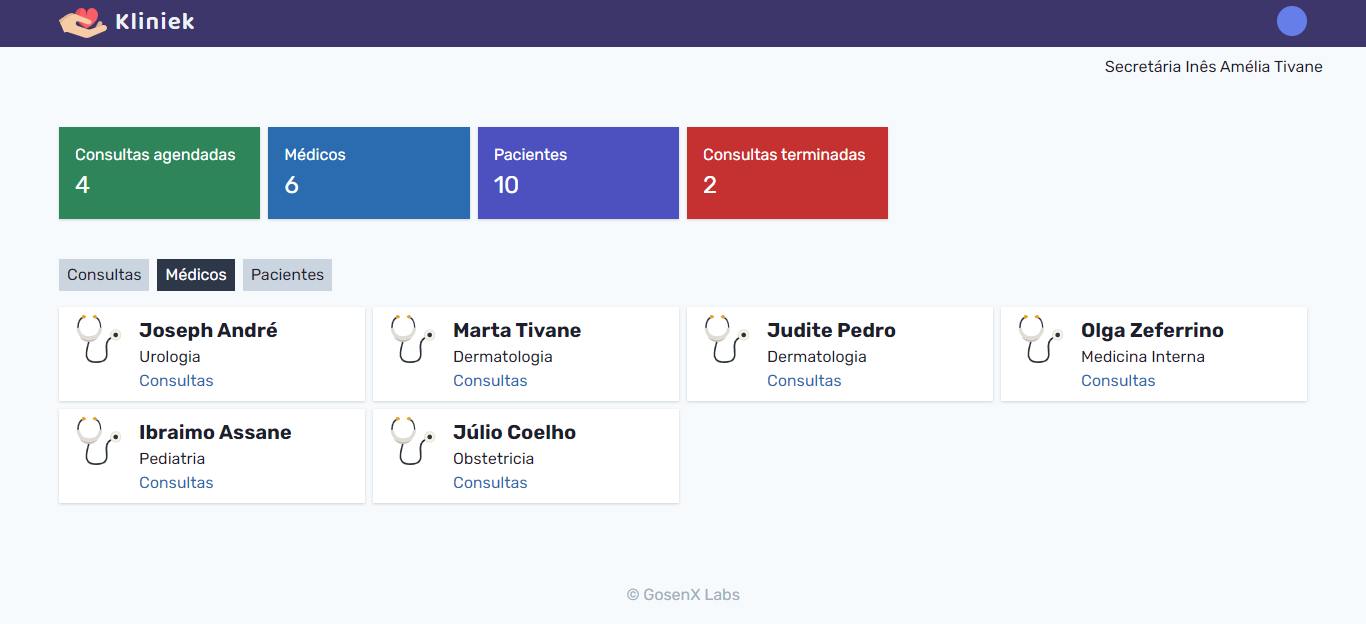 Kliniek
Secretária Inês Amélia Tivane
Consultas agendadas
4
Médicos
6
Pacientes
10
Consultas terminadas
2
Consultas Médicos Pacientes
Joseph André
Urologia
Consultas
Marta Tivane
Dermatologia
Consultas
Judite Pedro
Dermatologia
Consultas
Olga Zeferrino
Medicina Interna
Consultas
Ibraimo Assane
Pediatria
Consultas
Júlio Coelho
Obstetricia
Consultas
© GosenX Labs